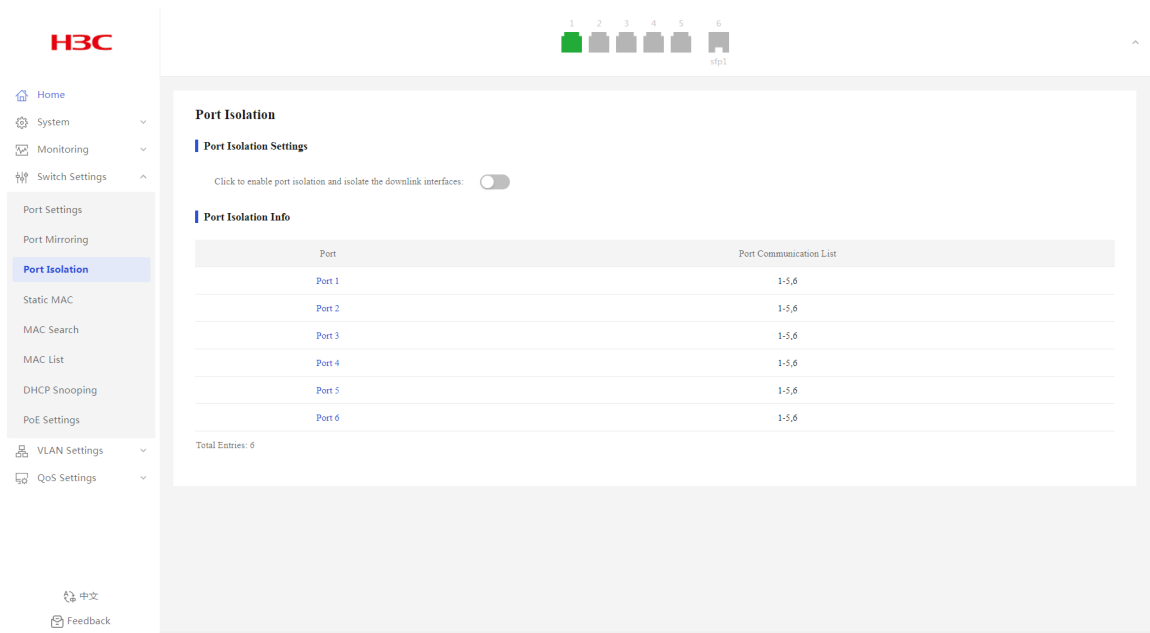 H3C
1 2 3 4 5 6
sfp1
Home
System
Monitoring
Switch Settings
Port Settings
Port Mirroring
Port Isolation
Static MAC
MAC Search
MAC List
DHCP Snooping
PoE Settings
VLAN Settings
QoS Settings
中文
Feedback
Port Isolation
Port Isolation Settings
Click to enable port isolation and isolate the downlink interfaces:
Port Isolation Info
Port Port Communication List
Port 1 1-5,6
Port 2 1-5,6
Port 3 1-5,6
Port 4 1-5,6
Port 5 1-5,6
Port 6 1-5,6
Total Entries: 6